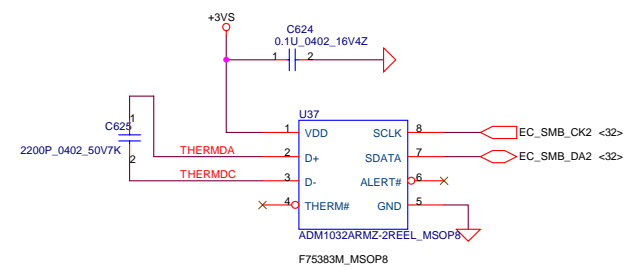 +3VS
C624
0.1U_0402_16V4Z
1 2
U37
1 VDD SCLK 8 EC_SMB_CK2 <32>
THERMDA 2 D+ SDATA 7 EC_SMB_DA2 <32>
THERMDC 3 D- ALERT# 6
4 THERM# GND 5
1
C625
2200P_0402_50V7K
2
ADM1032ARMZ-2REEL_MSOP8
F75383M_MSOP8